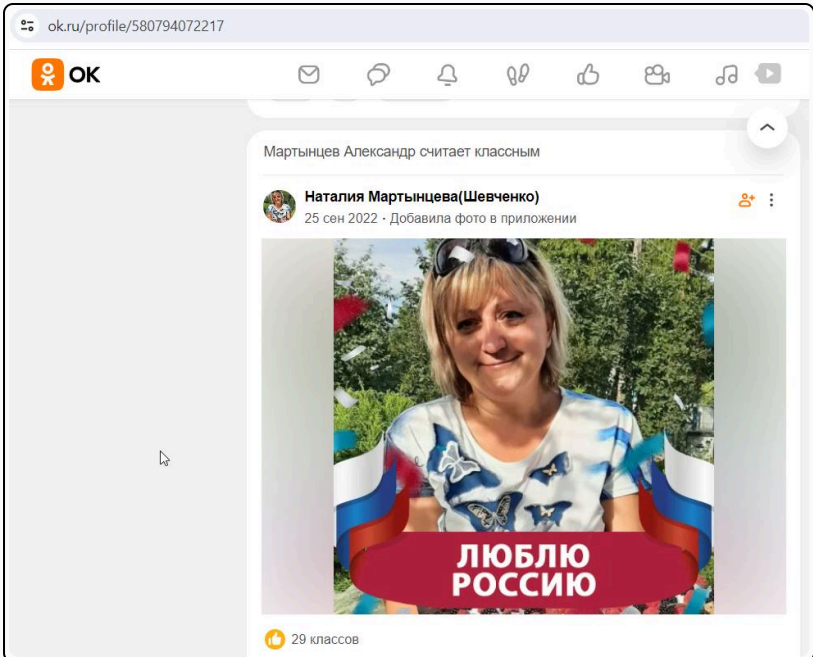 ok.ru/profile/580794072217
OK
Мартынцев Александр считает классным
Наталия Мартынцева(Шевченко)
25 сен 2022 · Добавила фото в приложении
ЛЮБЛЮ
РОССИЮ
29 классов